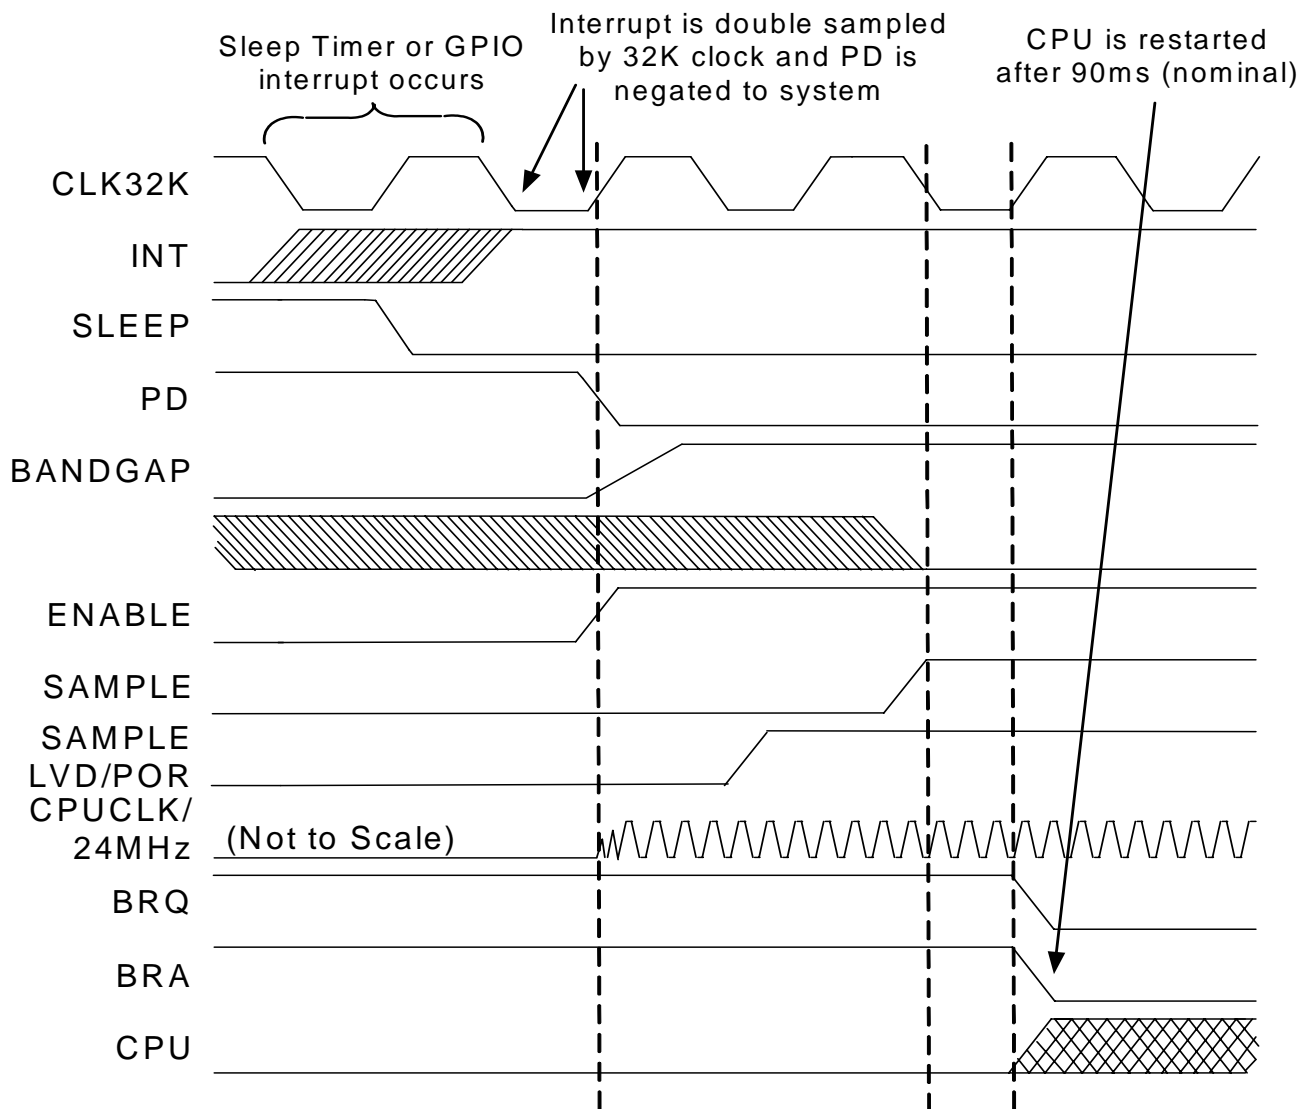 Sleep Timer or GPIO
interrupt occurs
Interrupt is double sampled
by 32K clock and PD is
negated to system
CPU is restarted
after 90ms (nominal)
CLK32K
INT
SLEEP
PD
BANDGAP
ENABLE
SAMPLE
SAMPLE
LVD/POR
CPUCLK/
24MHz
(Not to Scale)
BRQ
BRA
CPU